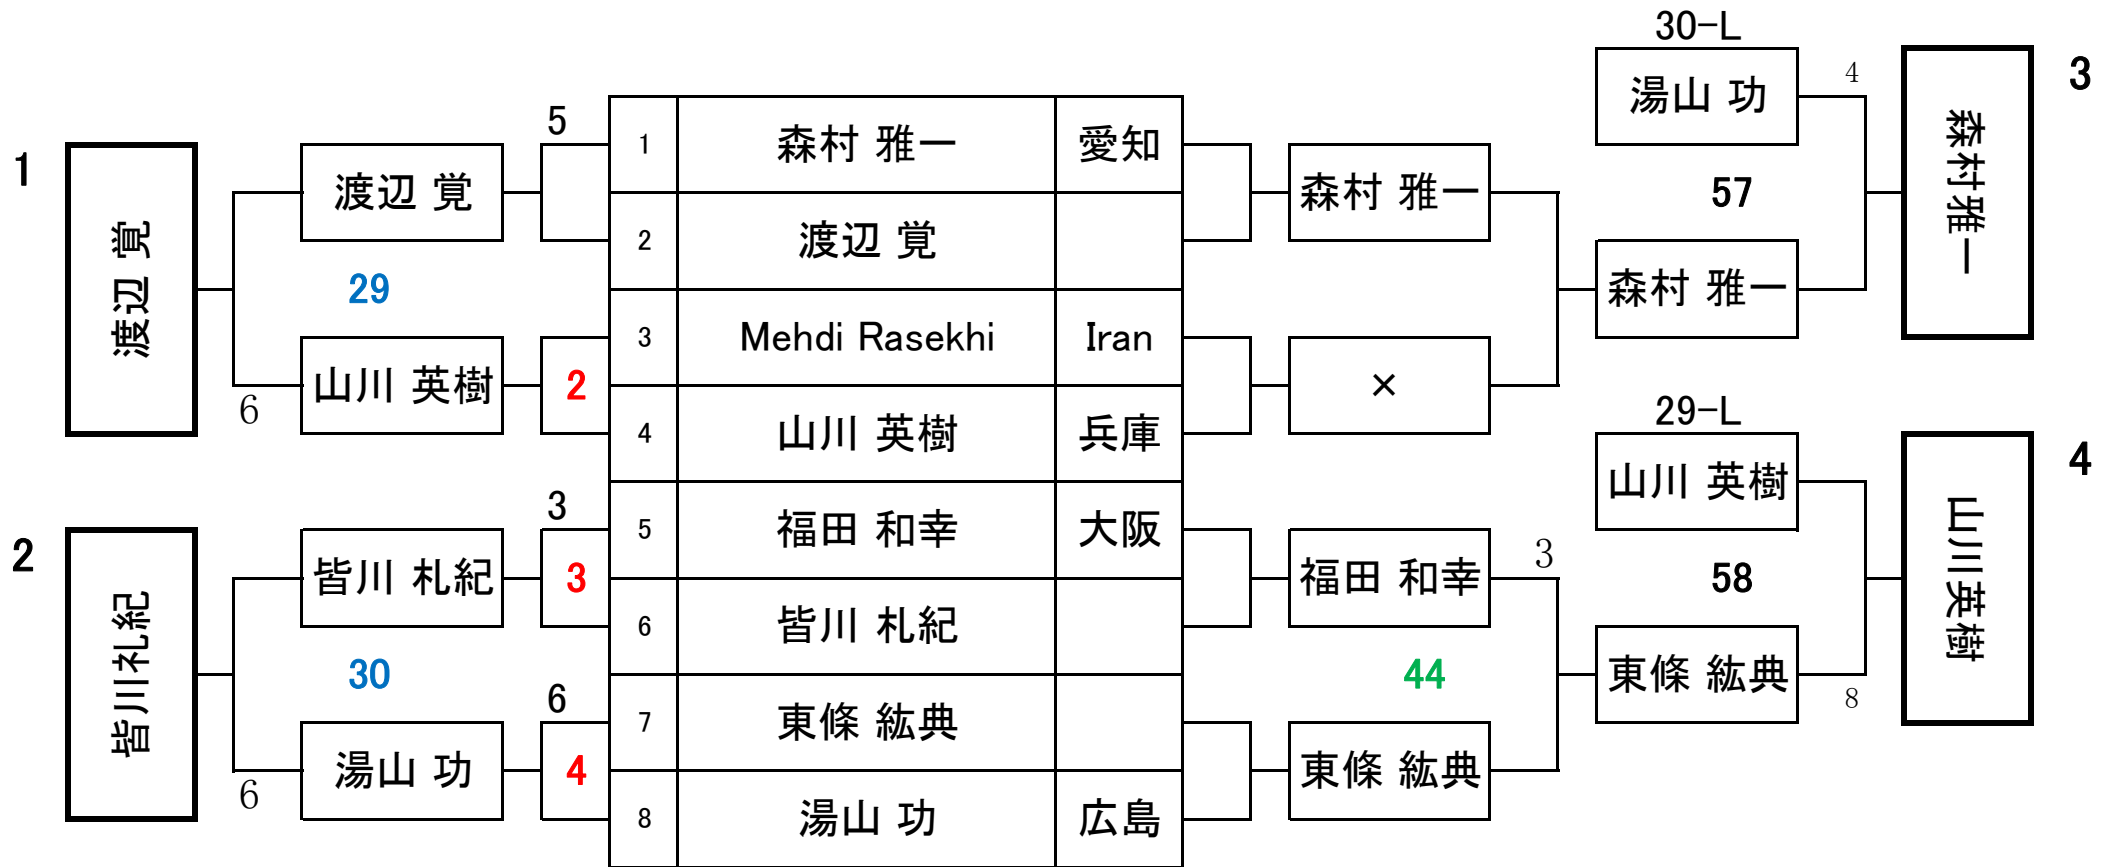 30-L
湯山 功
4
3
森村雅一
5
1
森村 雅一
愛知
1
渡辺 覚
渡辺 覚
森村 雅一
57
2
渡辺 覚
29
森村 雅一
3
Mehdi Rasekhi
Iran
山川 英樹
2
×
6
4
山川 英樹
兵庫
29-L
山川 英樹
4
山川英樹
3
5
福田 和幸
大阪
2
皆川礼紀
皆川 札紀
3
福田 和幸
3
58
6
皆川 札紀
30
44
東條 紘典
8
6
7
東條 紘典
湯山 功
4
東條 紘典
6
8
湯山 功
広島